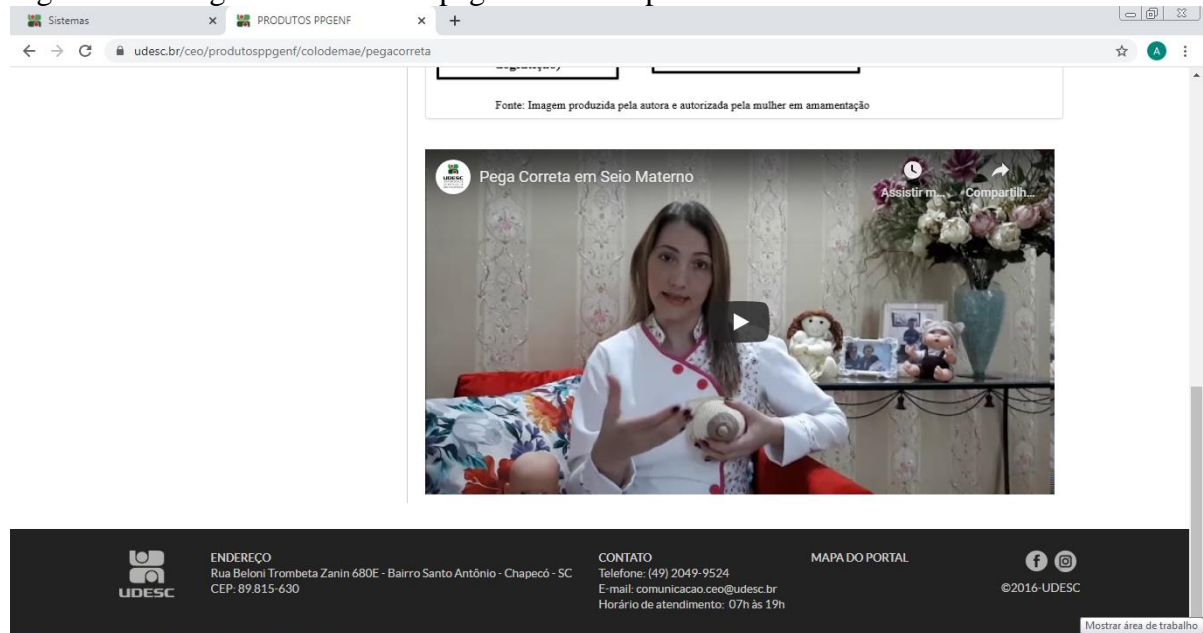 Sistemas
PRODUTOS PPGENF
udesc.br/ceo/produtosppgenf/colodemae/pegacorreta
A
Fonte: Imagem produzida pela autora e autorizada pela mulher em amamentação
UDESC
Pega Correta em Seio Materno
Assistir m...
Compartilh...
UDESC
ENDEREÇO
Rua Beloni Trombeta Zanin 680E - Bairro Santo Antônio - Chapecó - SC
CEP: 89.815-630
CONTATO
Telefone: (49) 2049-9524
E-mail: comunicacao.ceo@udesc.br
Horário de atendimento: 07h às 19h
MAPA DO PORTAL
©2016-UDESC
Mostrar área de trabalho